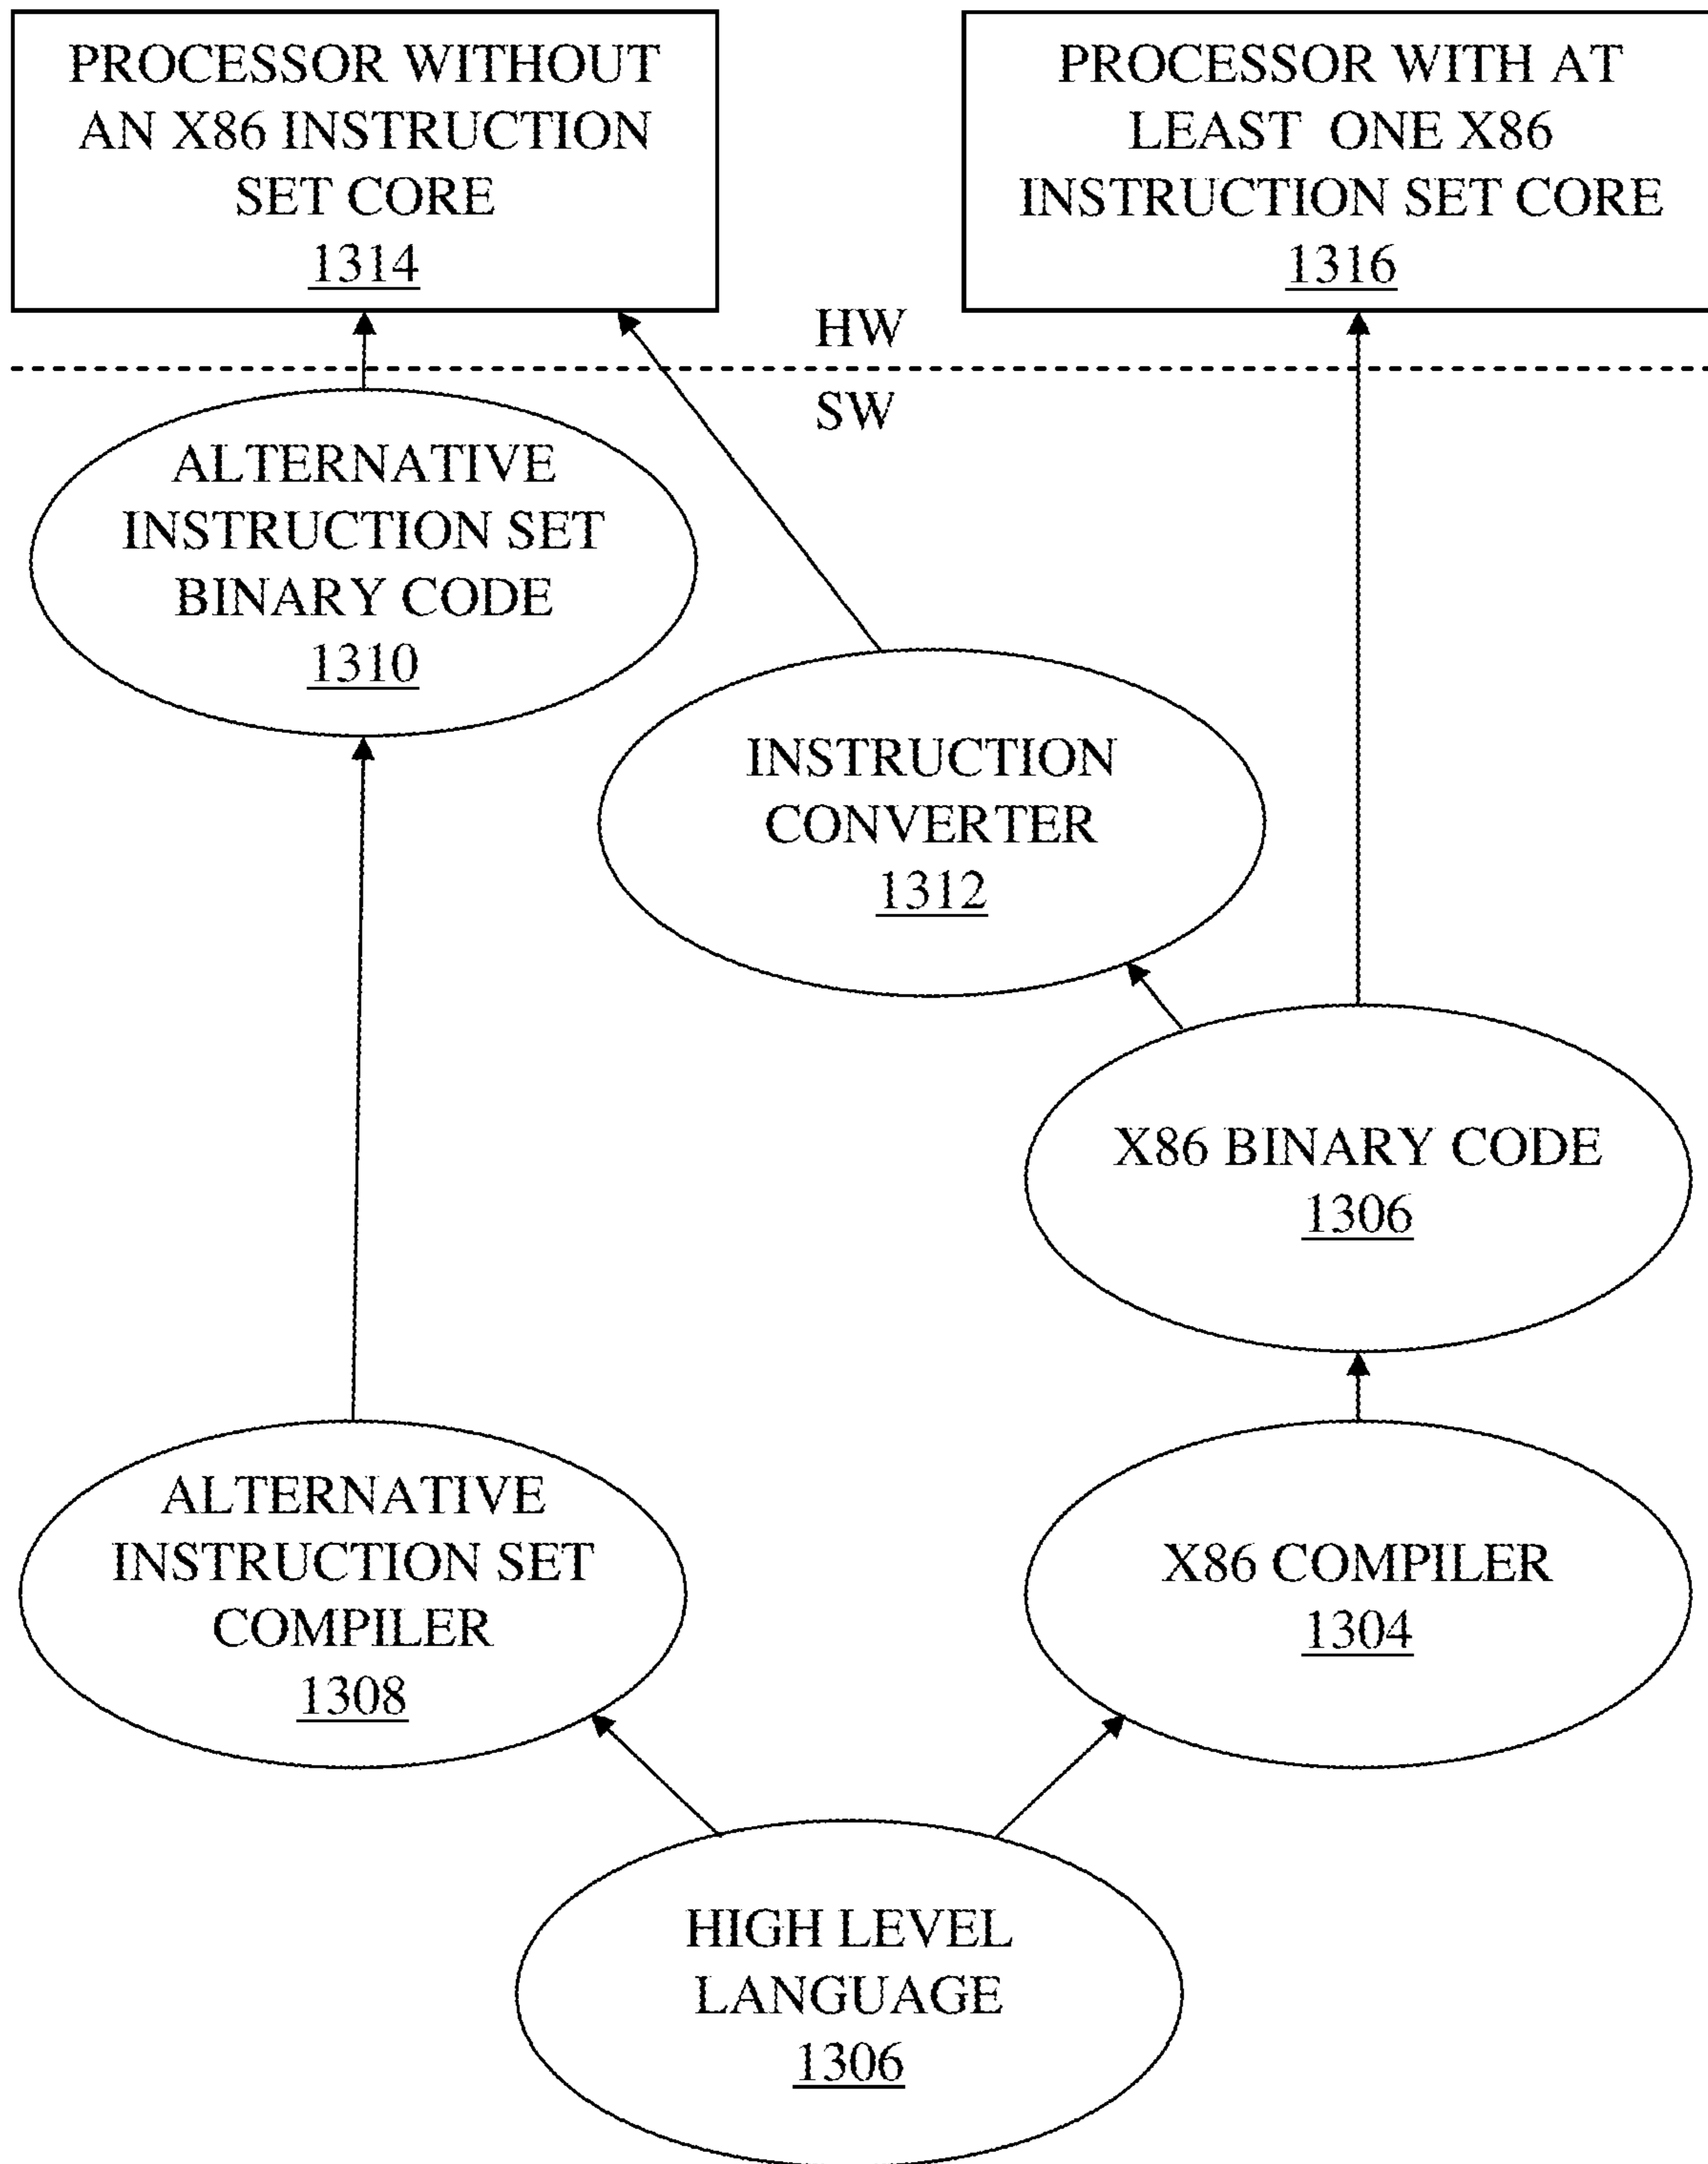 PROCESSOR WITHOUT
AN X86 INSTRUCTION
SET CORE
1314
PROCESSOR WITH AT
LEAST ONE X86
INSTRUCTION SET CORE
1316
HW
SW
ALTERNATIVE
INSTRUCTION SET
BINARY CODE
1310
INSTRUCTION
CONVERTER
1312
X86 BINARY CODE
1306
ALTERNATIVE
INSTRUCTION SET
COMPILER
1308
X86 COMPILER
1304
HIGH LEVEL
LANGUAGE
1306